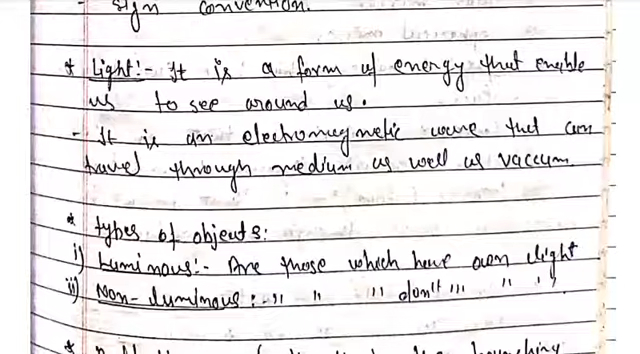 - sign convention.
* Light:- It is a form of energy that enable
us to see around us.
- It is an electromagnetic wave that can
travel through medium as well as vaccum.
* types of objects:
i) Luminous:- Are those which have own light
ii) Non-luminous:- " " " don't " " "